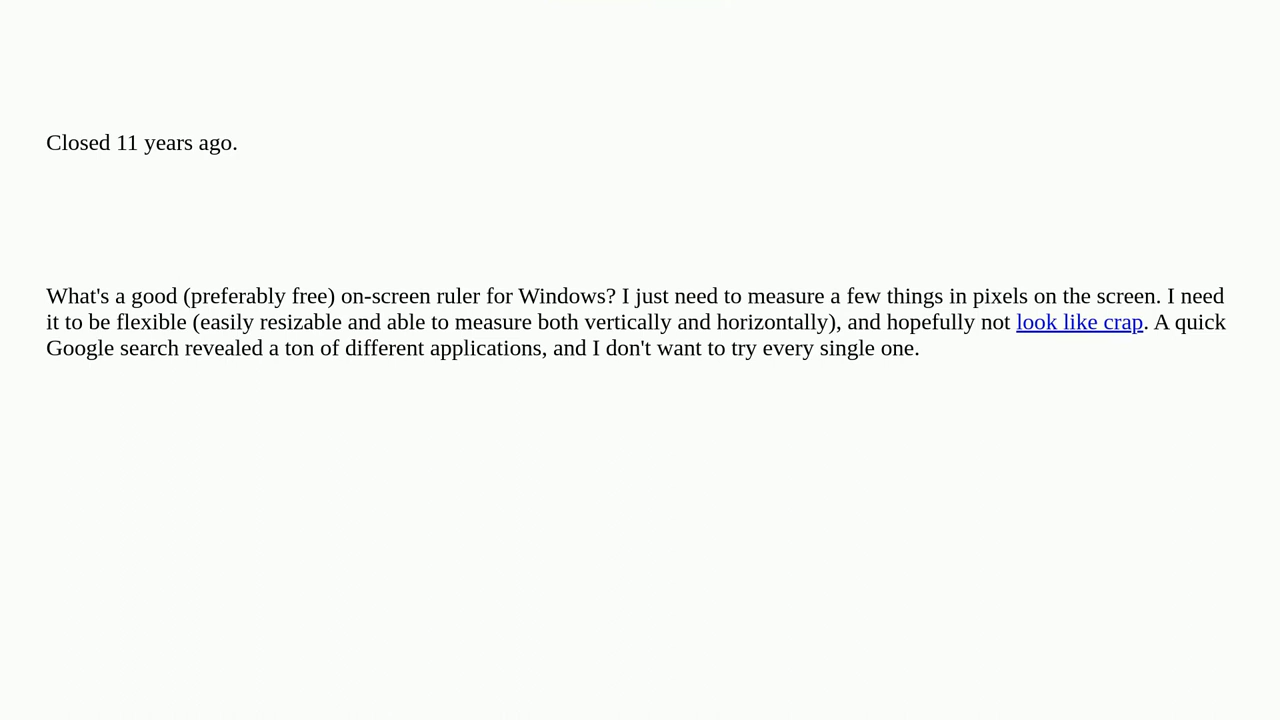 Closed 11 years ago.
What's a good (preferably free) on-screen ruler for Windows? I just need to measure a few things in pixels on the screen. I need
it to be flexible (easily resizable and able to measure both vertically and horizontally), and hopefully not look like crap. A quick
Google search revealed a ton of different applications, and I don't want to try every single one.